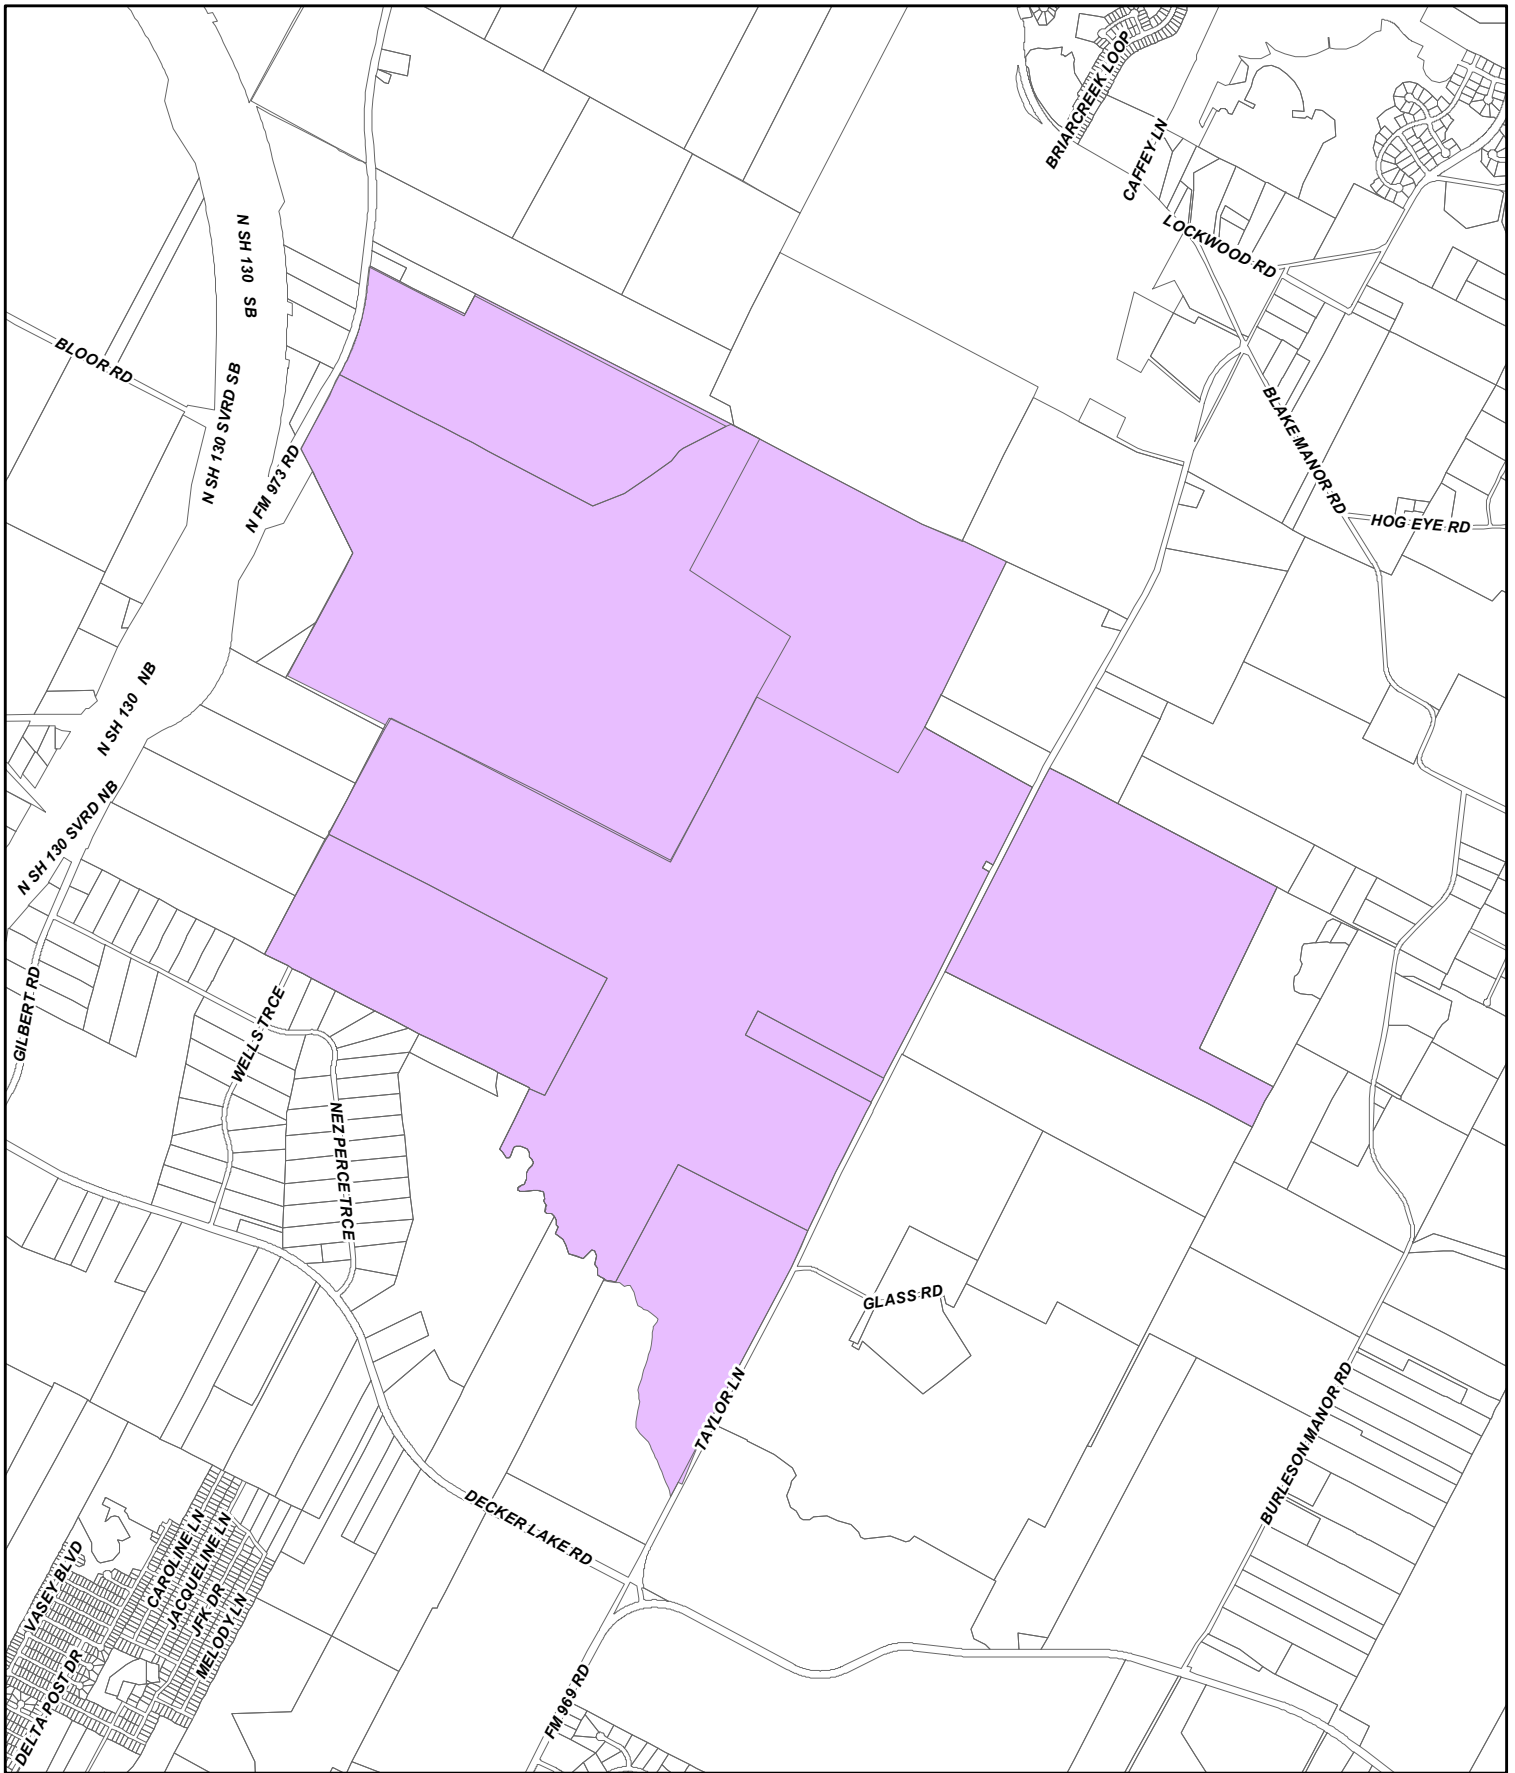 BRIARCREEK LOOP
CAFFEY LN
LOCKWOOD RD
N SH 130 SB
BLOOR RD
N SH 130 SVRD SB
N FM 973 RD
BLAKE MANOR RD
HOG EYE RD
N SH 130 NB
N SH 130 SVRD NB
GILBERT RD
WELLS TRCE
NEZ PERCE TRCE
GLASS RD
TAYLOR LN
BURLESON MANOR RD
DECKER LAKE RD
VASEY BLVD
CAROLINE LN
JACQUELINE LN
JFK DR
MELODY LN
DELTA POST DR
FM 969 RD